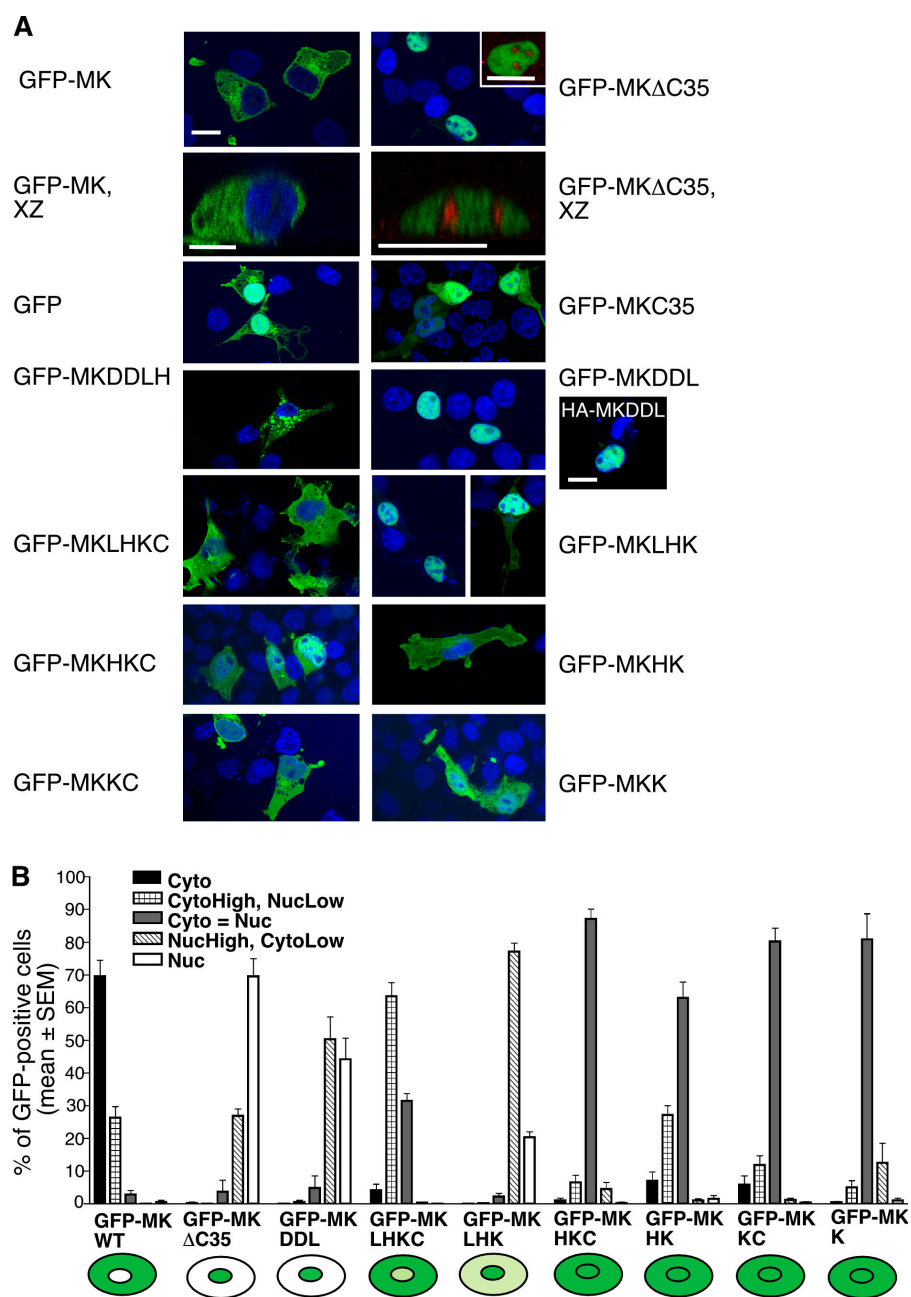 A
GFP-MK
GFP-MKΔC35
GFP-MK,
XZ
GFP-MKΔC35,
XZ
GFP
GFP-MKC35
GFP-MKDDLH
GFP-MKDDL
HA-MKDDL
GFP-MKLHKC
GFP-MKLHK
GFP-MKHKC
GFP-MKHK
GFP-MKKC
GFP-MKK
B
% of GFP-positive cells
(mean ± SEM)
100
90
80
70
60
50
40
30
20
10
0
Cyto
CytoHigh, NucLow
Cyto = Nuc
NucHigh, CytoLow
Nuc
GFP-MK
WT
GFP-MK
ΔC35
GFP-MK
DDL
GFP-MK
LHKC
GFP-MK
LHK
GFP-MK
HKC
GFP-MK
HK
GFP-MK
KC
GFP-MK
K